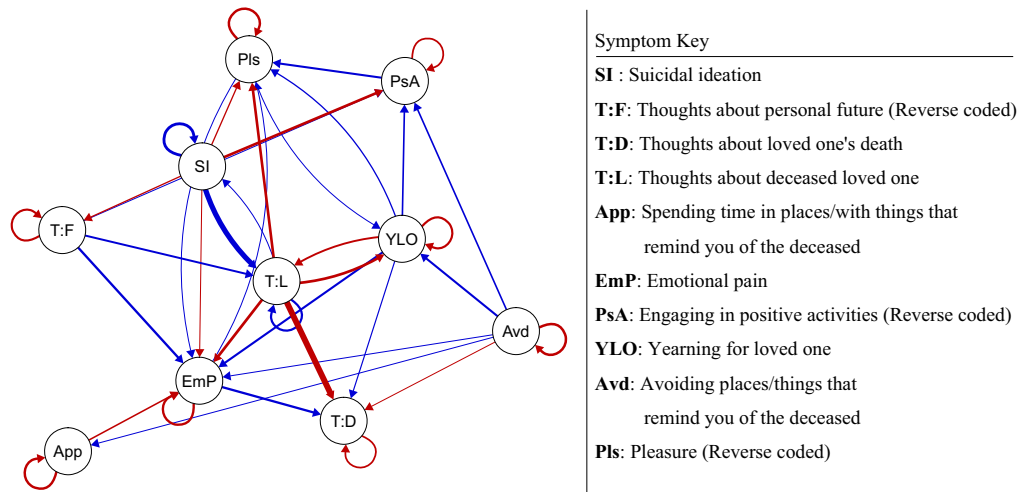 Pls
PsA
SI
T:F
YLO
T:L
Avd
EmP
T:D
App
Symptom Key
SI : Suicidal ideation
T:F: Thoughts about personal future (Reverse coded)
T:D: Thoughts about loved one's death
T:L: Thoughts about deceased loved one
App: Spending time in places/with things that
remind you of the deceased
EmP: Emotional pain
PsA: Engaging in positive activities (Reverse coded)
YLO: Yearning for loved one
Avd: Avoiding places/things that
remind you of the deceased
Pls: Pleasure (Reverse coded)